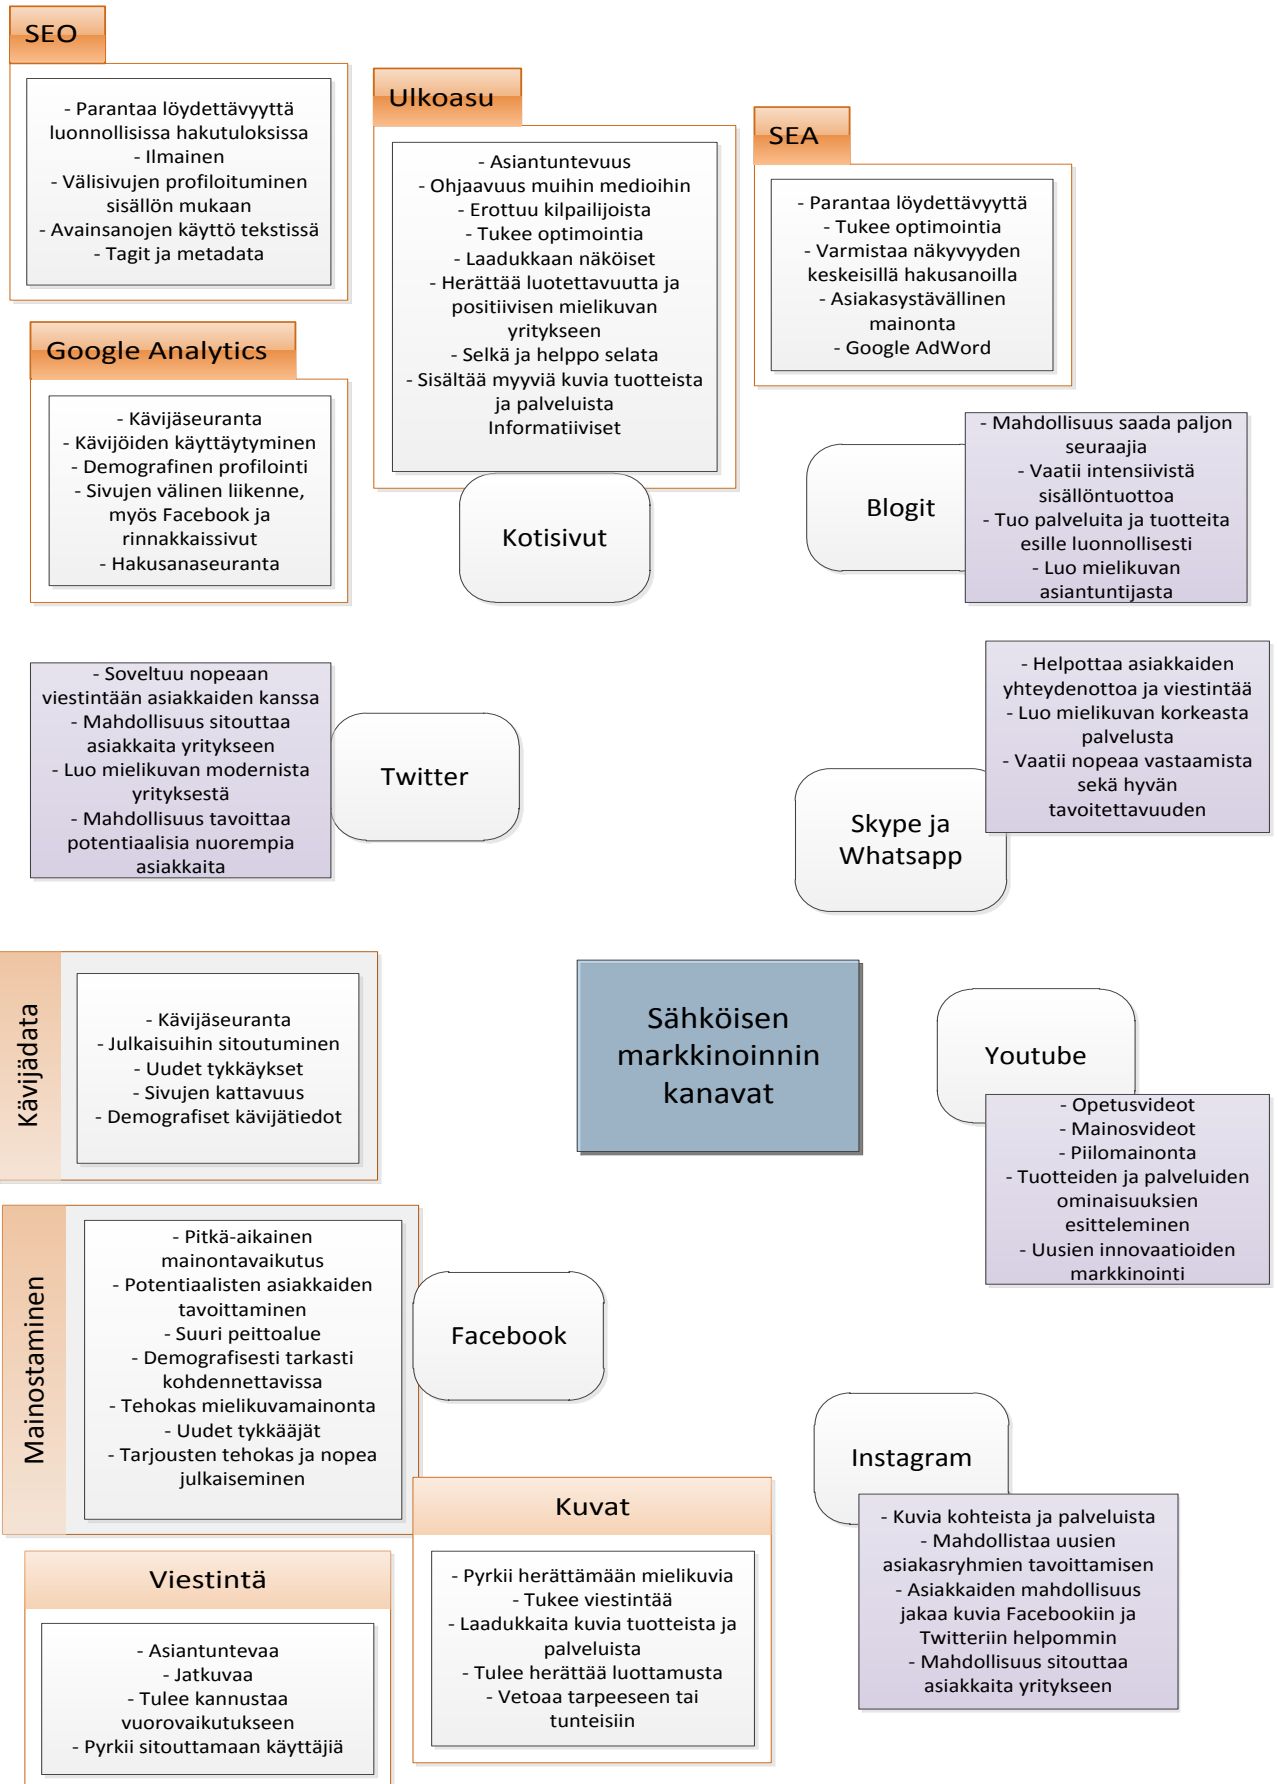 SEO
- Parantaa löydettävyyttä
luonnollisissa hakutuloksissa
- Ilmainen
- Välisivujen profiloituminen
sisällön mukaan
- Avainsanojen käyttö tekstissä
- Tagit ja metadata
Ulkoasu
- Asiantuntevuus
- Ohjaavuus muihin medioihin
- Erottuu kilpailijoista
- Tukee optimointia
- Laadukkaan näköiset
- Herättää luotettavuutta ja
positiivisen mielikuvan
yritykseen
- Selkä ja helppo selata
- Sisältää myyviä kuvia tuotteista
ja palveluista
Informatiiviset
SEA
- Parantaa löydettävyyttä
- Tukee optimointia
- Varmistaa näkyvyyden
keskeisillä hakusanoilla
- Asiakasystävällinen
mainonta
- Google AdWord
Google Analytics
- Kävijäseuranta
- Kävijöiden käyttäytyminen
- Demografinen profilointi
- Sivujen välinen liikenne,
myös Facebook ja
rinnakkaissivut
- Hakusanaseuranta
Kotisivut
Blogit
- Mahdollisuus saada paljon
seuraajia
- Vaatii intensiivistä
sisällöntuottoa
- Tuo palveluita ja tuotteita
esille luonnollisesti
- Luo mielikuvan
asiantuntijasta
- Soveltuu nopeaan
viestintään asiakkaiden kanssa
- Mahdollisuus sitouttaa
asiakkaita yritykseen
- Luo mielikuvan modernista
yrityksestä
- Mahdollisuus tavoittaa
potentiaalisia nuorempia
asiakkaita
Twitter
- Helpottaa asiakkaiden
yhteydenottoa ja viestintää
- Luo mielikuvan korkeasta
palvelusta
- Vaatii nopeaa vastaamista
sekä hyvän
tavoitettavuuden
Skype ja
Whatsapp
Kävijädata
- Kävijäseuranta
- Julkaisuihin sitoutuminen
- Uudet tykkäykset
- Sivujen kattavuus
- Demografiset kävijätiedot
Sähköisen
markkinoinnin
kanavat
Youtube
- Opetusvideot
- Mainosvideot
- Piilomainonta
- Tuotteiden ja palveluiden
ominaisuuksien
esitteleminen
- Uusien innovaatioiden
markkinointi
Mainostaminen
- Pitkä-aikainen
mainontavaikutus
- Potentiaalisten asiakkaiden
tavoittaminen
- Suuri peittoalue
- Demografisesti tarkasti
kohdennettavissa
- Tehokas mielikuvamainonta
- Uudet tykkääjät
- Tarjousten tehokas ja nopea
julkaiseminen
Facebook
Instagram
- Kuvia kohteista ja palveluista
- Mahdollistaa uusien
asiakasryhmien tavoittamisen
- Asiakkaiden mahdollisuus
jakaa kuvia Facebookiin ja
Twitteriin helpommin
- Mahdollisuus sitouttaa
asiakkaita yritykseen
Kuvat
- Pyrkii herättämään mielikuvia
- Tukee viestintää
- Laadukkaita kuvia tuotteista ja
palveluista
- Tulee herättää luottamusta
- Vetoaa tarpeeseen tai
tunteisiin
Viestintä
- Asiantuntevaa
- Jatkuvaa
- Tulee kannustaa
vuorovaikutukseen
- Pyrkii sitouttamaan käyttäjiä